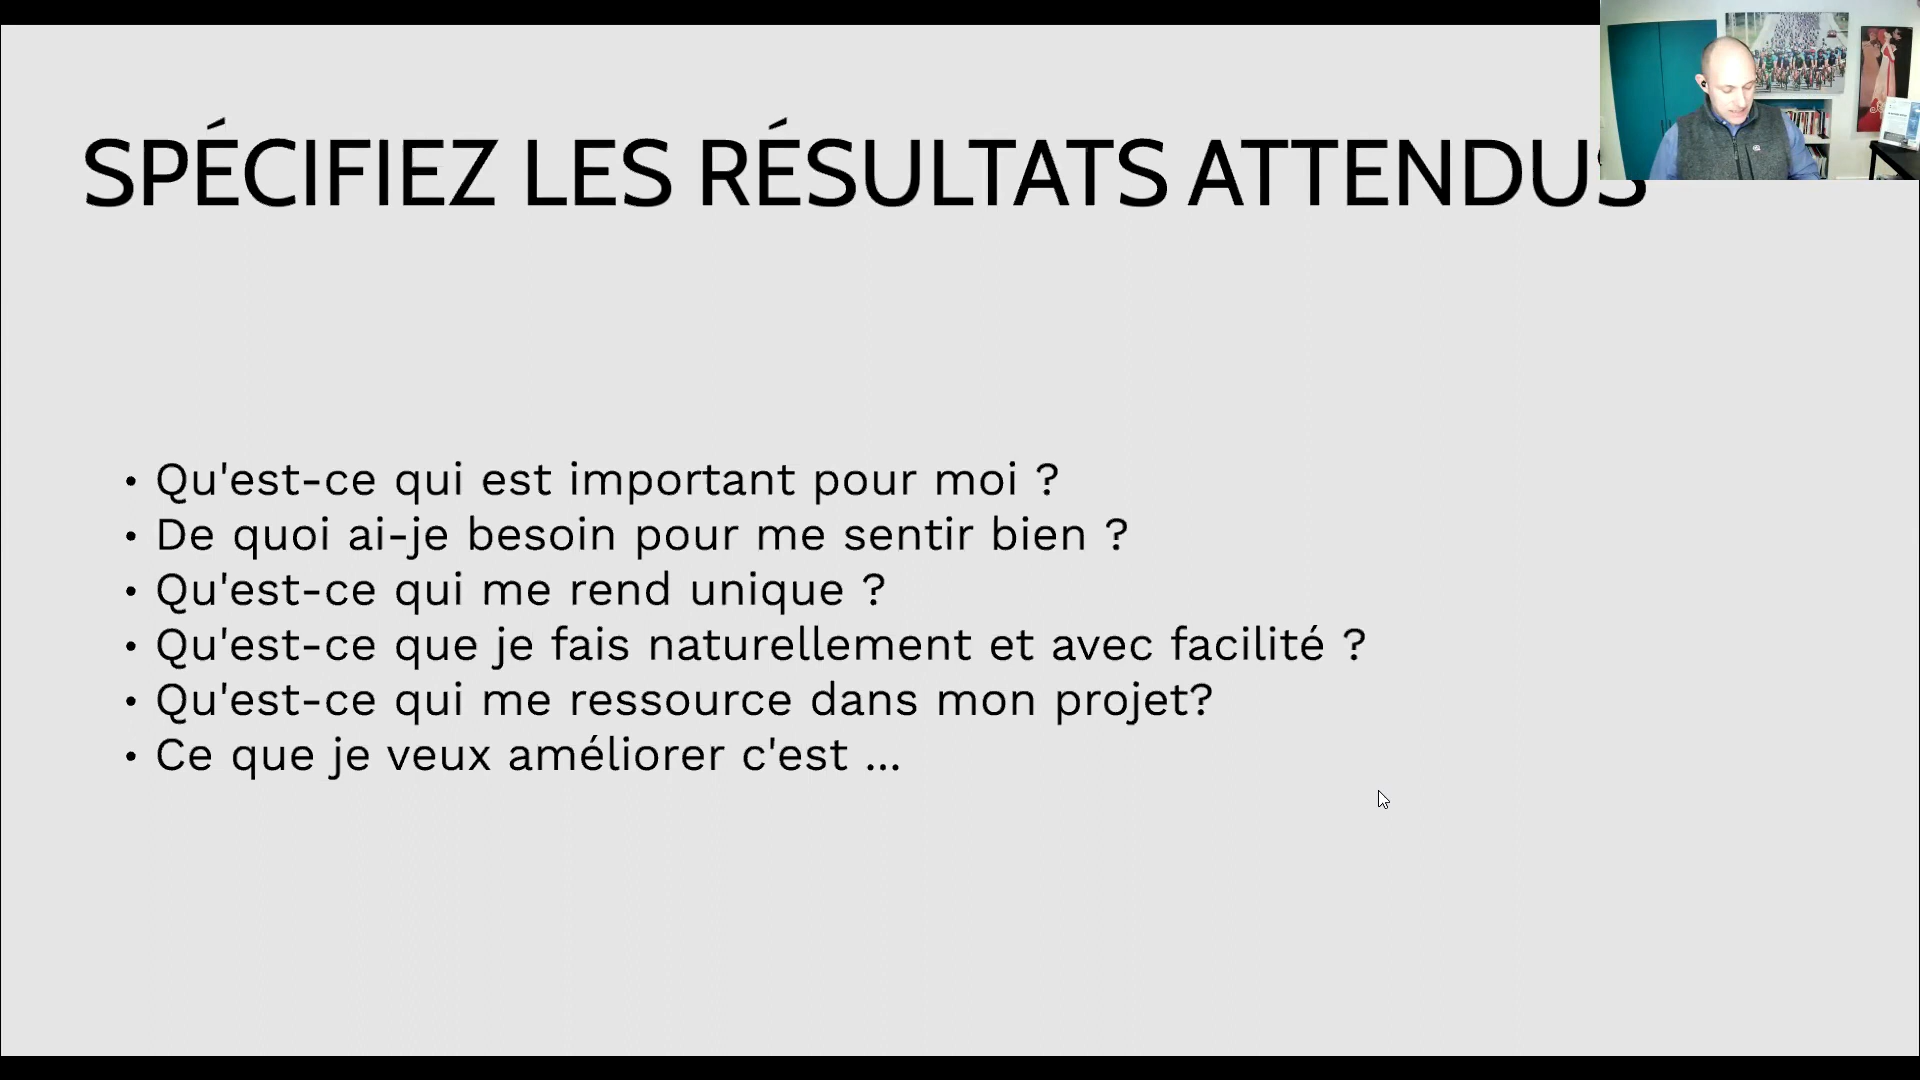 SPÉCIFIEZ LES RÉSULTATS ATTENDUS
• Qu'est-ce qui est important pour moi ?
• De quoi ai-je besoin pour me sentir bien ?
• Qu'est-ce qui me rend unique ?
• Qu'est-ce que je fais naturellement et avec facilité ?
• Qu'est-ce qui me ressource dans mon projet?
• Ce que je veux améliorer c'est ...